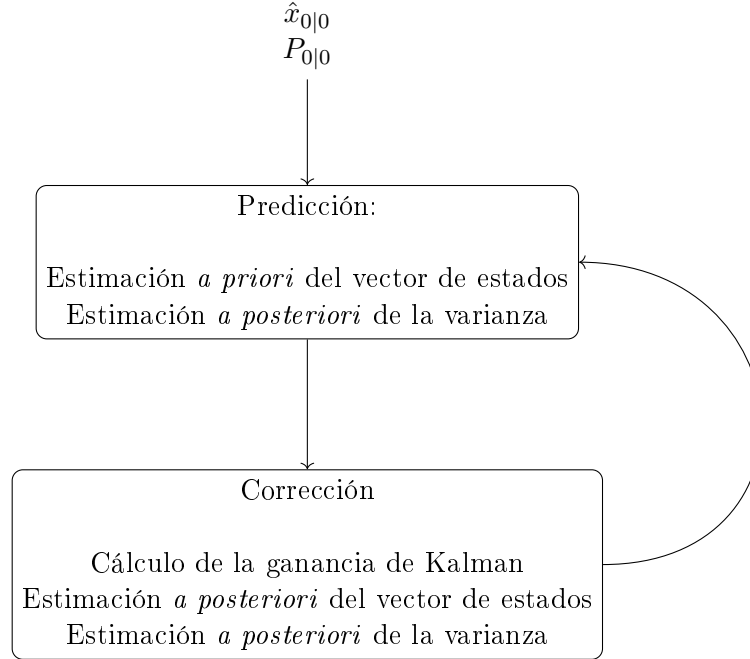 x̂₀|₀
P₀|₀
Predicción:
Estimación a priori del vector de estados
Estimación a posteriori de la varianza
Corrección
Cálculo de la ganancia de Kalman
Estimación a posteriori del vector de estados
Estimación a posteriori de la varianza